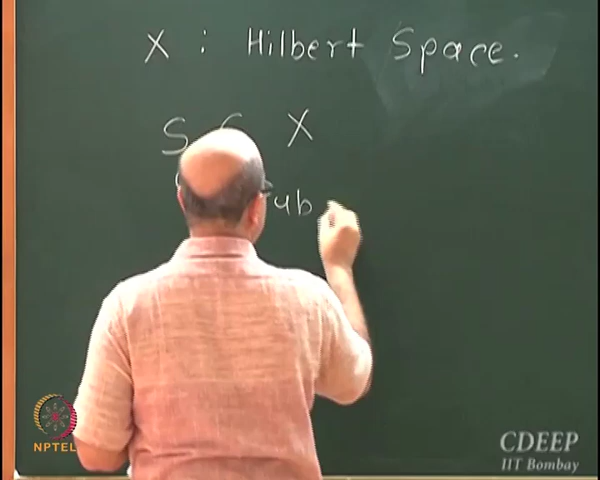 X : Hilbert Space.
S X
ub
NPTEL
CDEEP
IIT Bombay